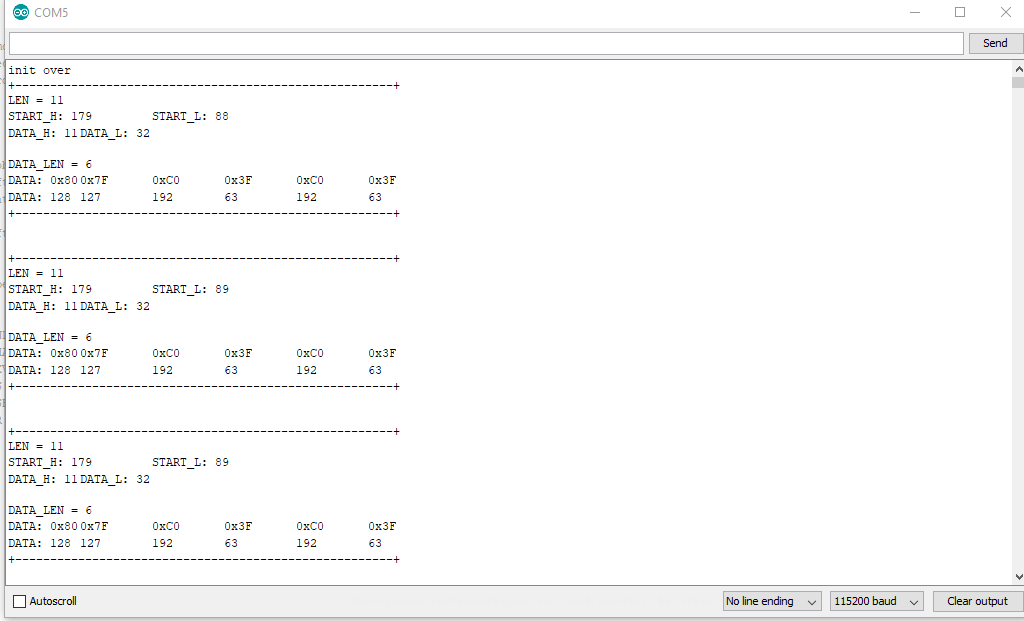 COM5
Send
init over
+------------------------------------------------------+
LEN = 11
START_H: 179 START_L: 88
DATA_H: 11 DATA_L: 32
DATA_LEN = 6
DATA: 0x80 0x7F 0xC0 0x3F 0xC0 0x3F
DATA: 128 127 192 63 192 63
+------------------------------------------------------+
+------------------------------------------------------+
LEN = 11
START_H: 179 START_L: 89
DATA_H: 11 DATA_L: 32
DATA_LEN = 6
DATA: 0x80 0x7F 0xC0 0x3F 0xC0 0x3F
DATA: 128 127 192 63 192 63
+------------------------------------------------------+
+------------------------------------------------------+
LEN = 11
START_H: 179 START_L: 89
DATA_H: 11 DATA_L: 32
DATA_LEN = 6
DATA: 0x80 0x7F 0xC0 0x3F 0xC0 0x3F
DATA: 128 127 192 63 192 63
+------------------------------------------------------+
Autoscroll No line ending 115200 baud Clear output